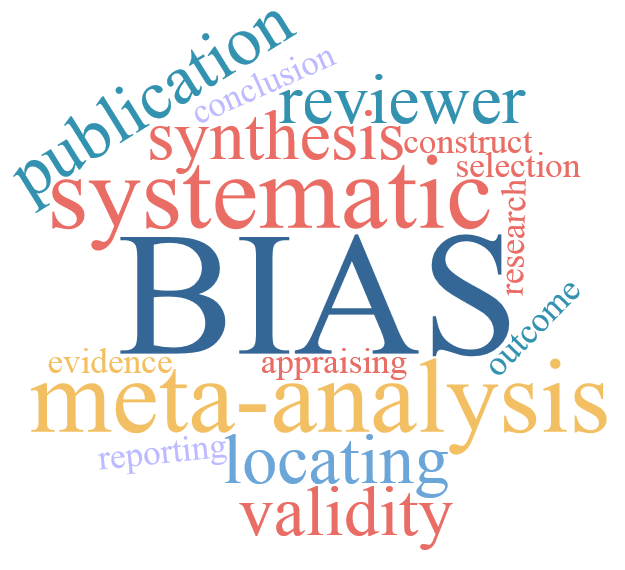 publication
conclusion
reviewer
synthesis
construct
selection
systematic
research
BIAS
outcome
evidence
appraising
meta-analysis
reporting
locating
validity